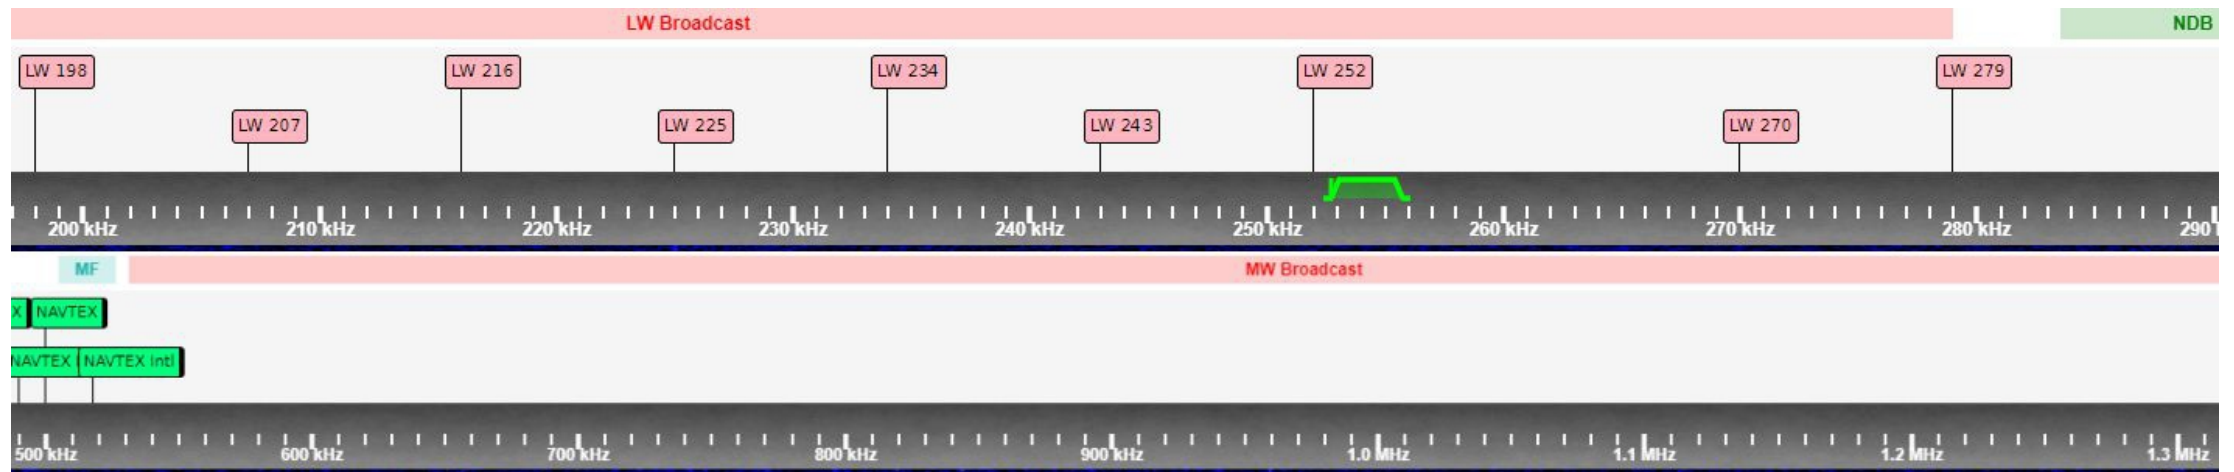 LW Broadcast NDB
LW 198 LW 216 LW 234 LW 252 LW 279
LW 207 LW 225 LW 243 LW 270
200 kHz 210 kHz 220 kHz 230 kHz 240 kHz 250 kHz 260 kHz 270 kHz 280 kHz 290
MF MW Broadcast
X NAVTEX
NAVTEX NAVTEX Intl
500 kHz 600 kHz 700 kHz 800 kHz 900 kHz 1.0 MHz 1.1 MHz 1.2 MHz 1.3 MHz